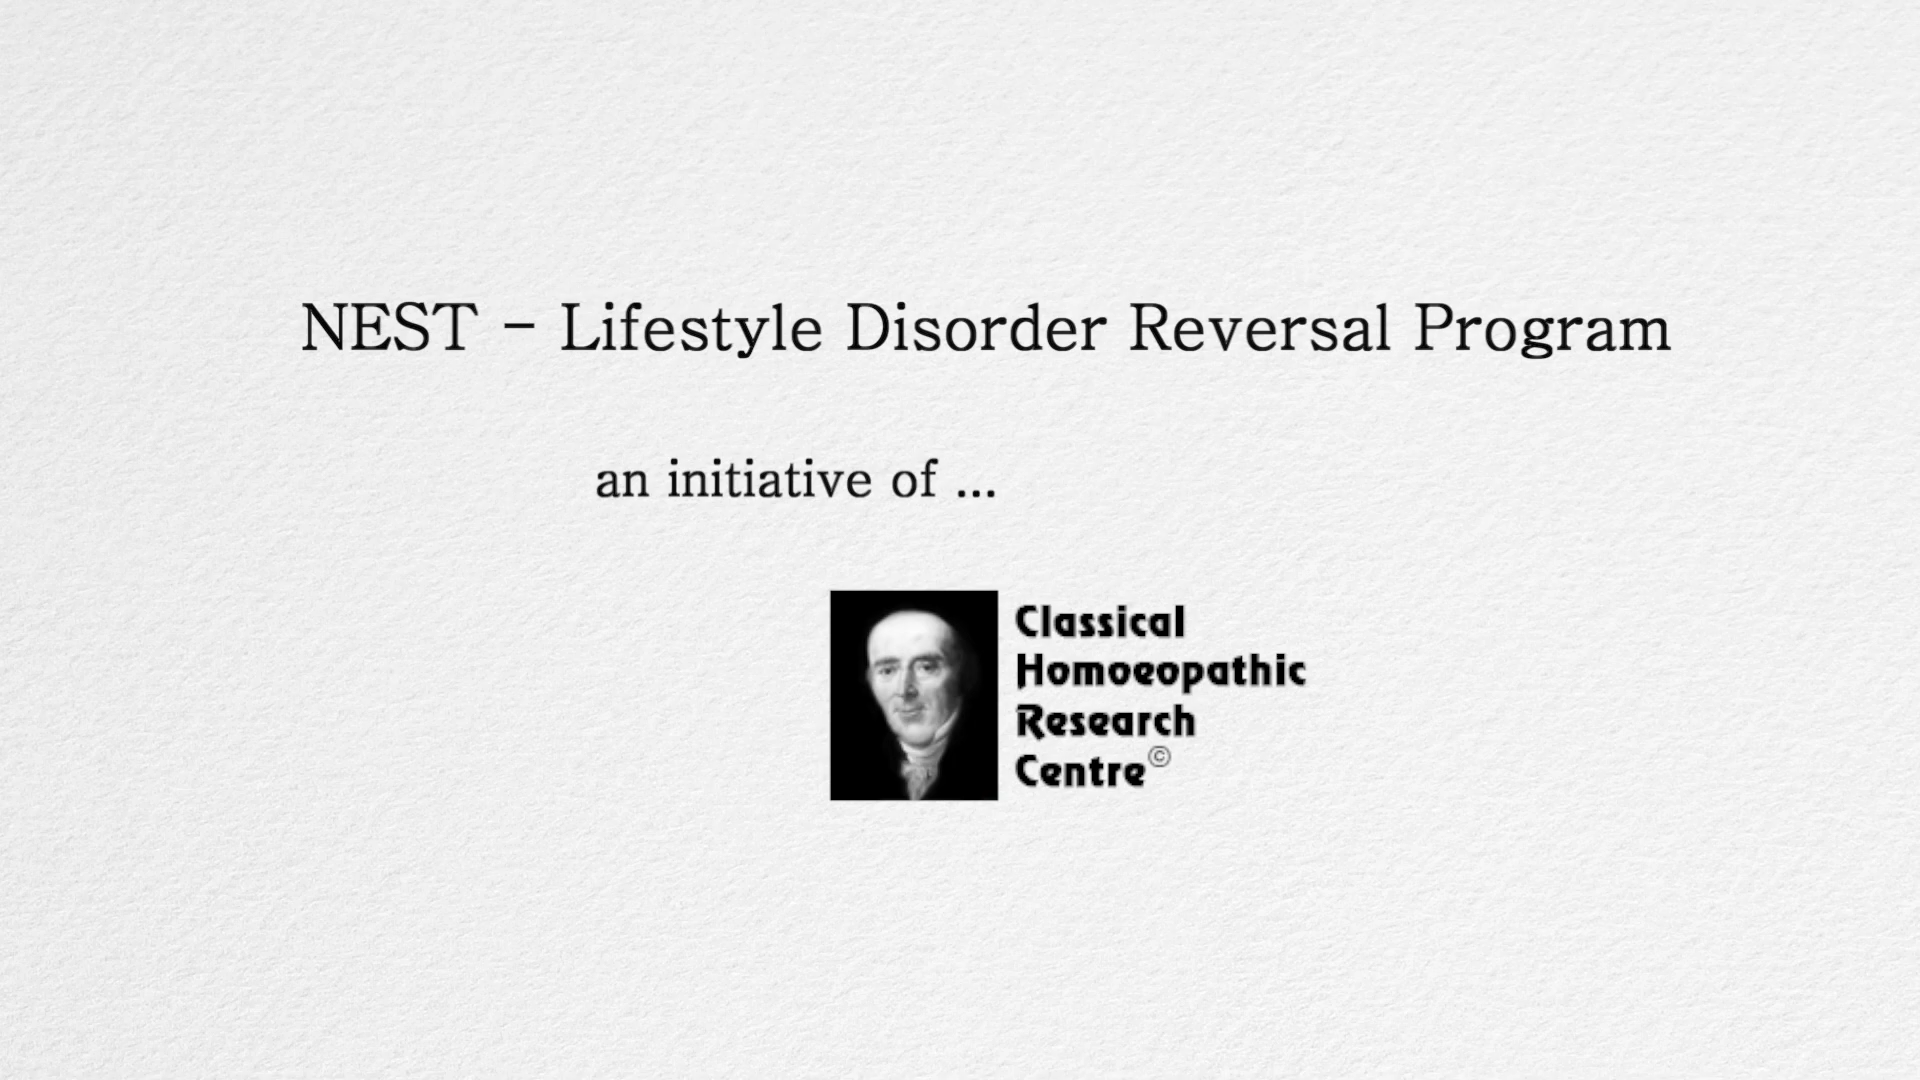 NEST - Lifestyle Disorder Reversal Program
an initiative of ...
Classical
Homoeopathic
Research
Centre©